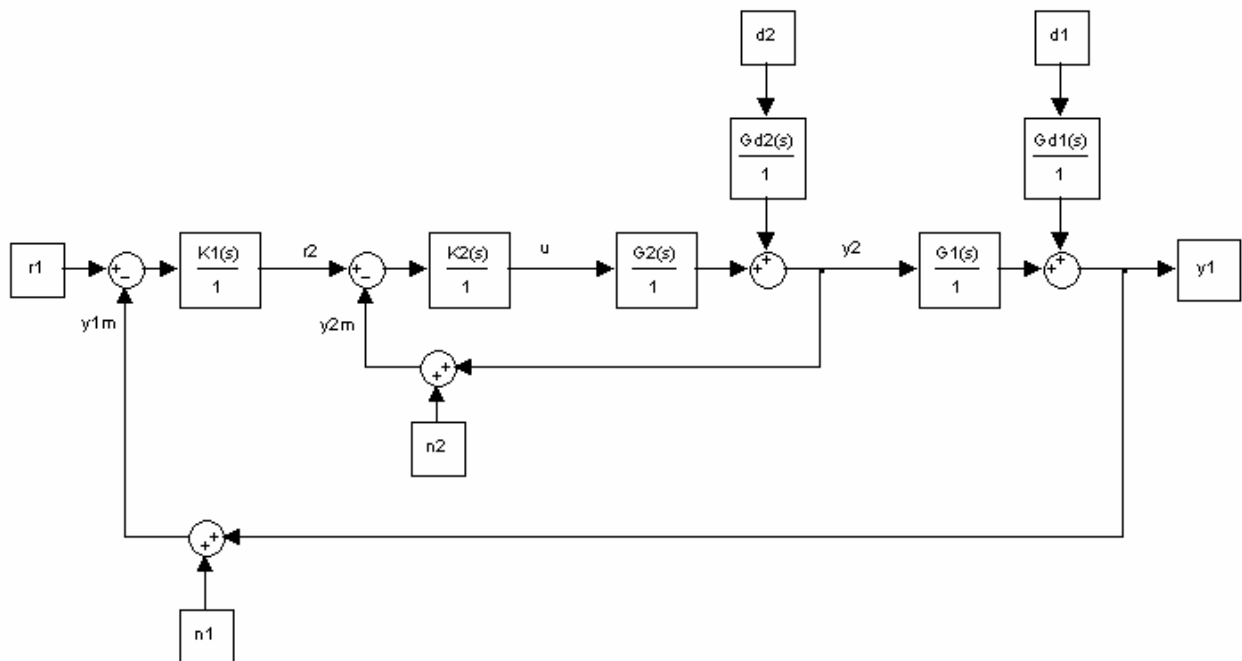 d2
d1
Gd2(s)
1
Gd1(s)
1
r1
+
−
K1(s)
1
r2
+
−
K2(s)
1
u
G2(s)
1
+
+
y2
G1(s)
1
+
+
y1
y1m
y2m
+
+
n2
+
+
n1